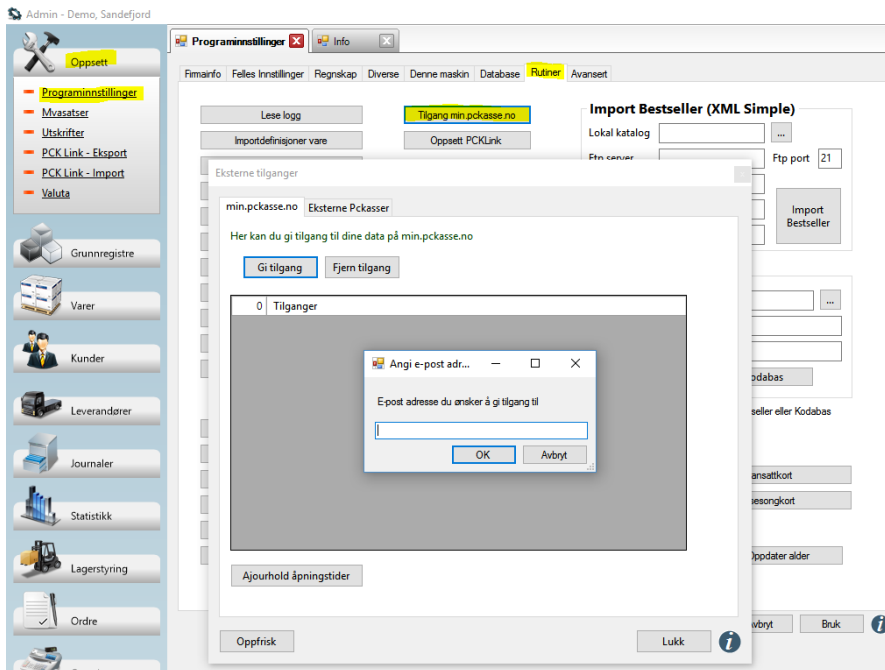 Admin - Demo, Sandefjord
Oppsett
Programinnstillinger
Mvasatser
Utskrifter
PCK Link - Eksport
PCK Link - Import
Valuta
Grunnregistre
Varer
Kunder
Leverandører
Journaler
Statistikk
Lagerstyring
Ordre
Programinnstillinger
Info
Firmainfo Felles Innstillinger Regnskap Diverse Denne maskin Database Rutiner Avansert
Lese logg
Tilgang min.pckasse.no
Importdefinisjoner vare
Oppsett PCKLink
Import Bestseller (XML Simple)
Lokal katalog
...
Ftp server
Ftp port 21
Import
Bestseller
...
odabas
seller eller Kodabas
ansattkort
esongkort
Oppdater alder
vbryt
Bruk
Eksterne tilganger
min.pckasse.no Eksterne Pckasser
Her kan du gi tilgang til dine data på min.pckasse.no
Gi tilgang
Fjern tilgang
0 Tilganger
Angi e-post adr...
E-post adresse du ønsker å gi tilgang til
OK
Avbryt
Ajourhold åpningstider
Oppfrisk
Lukk